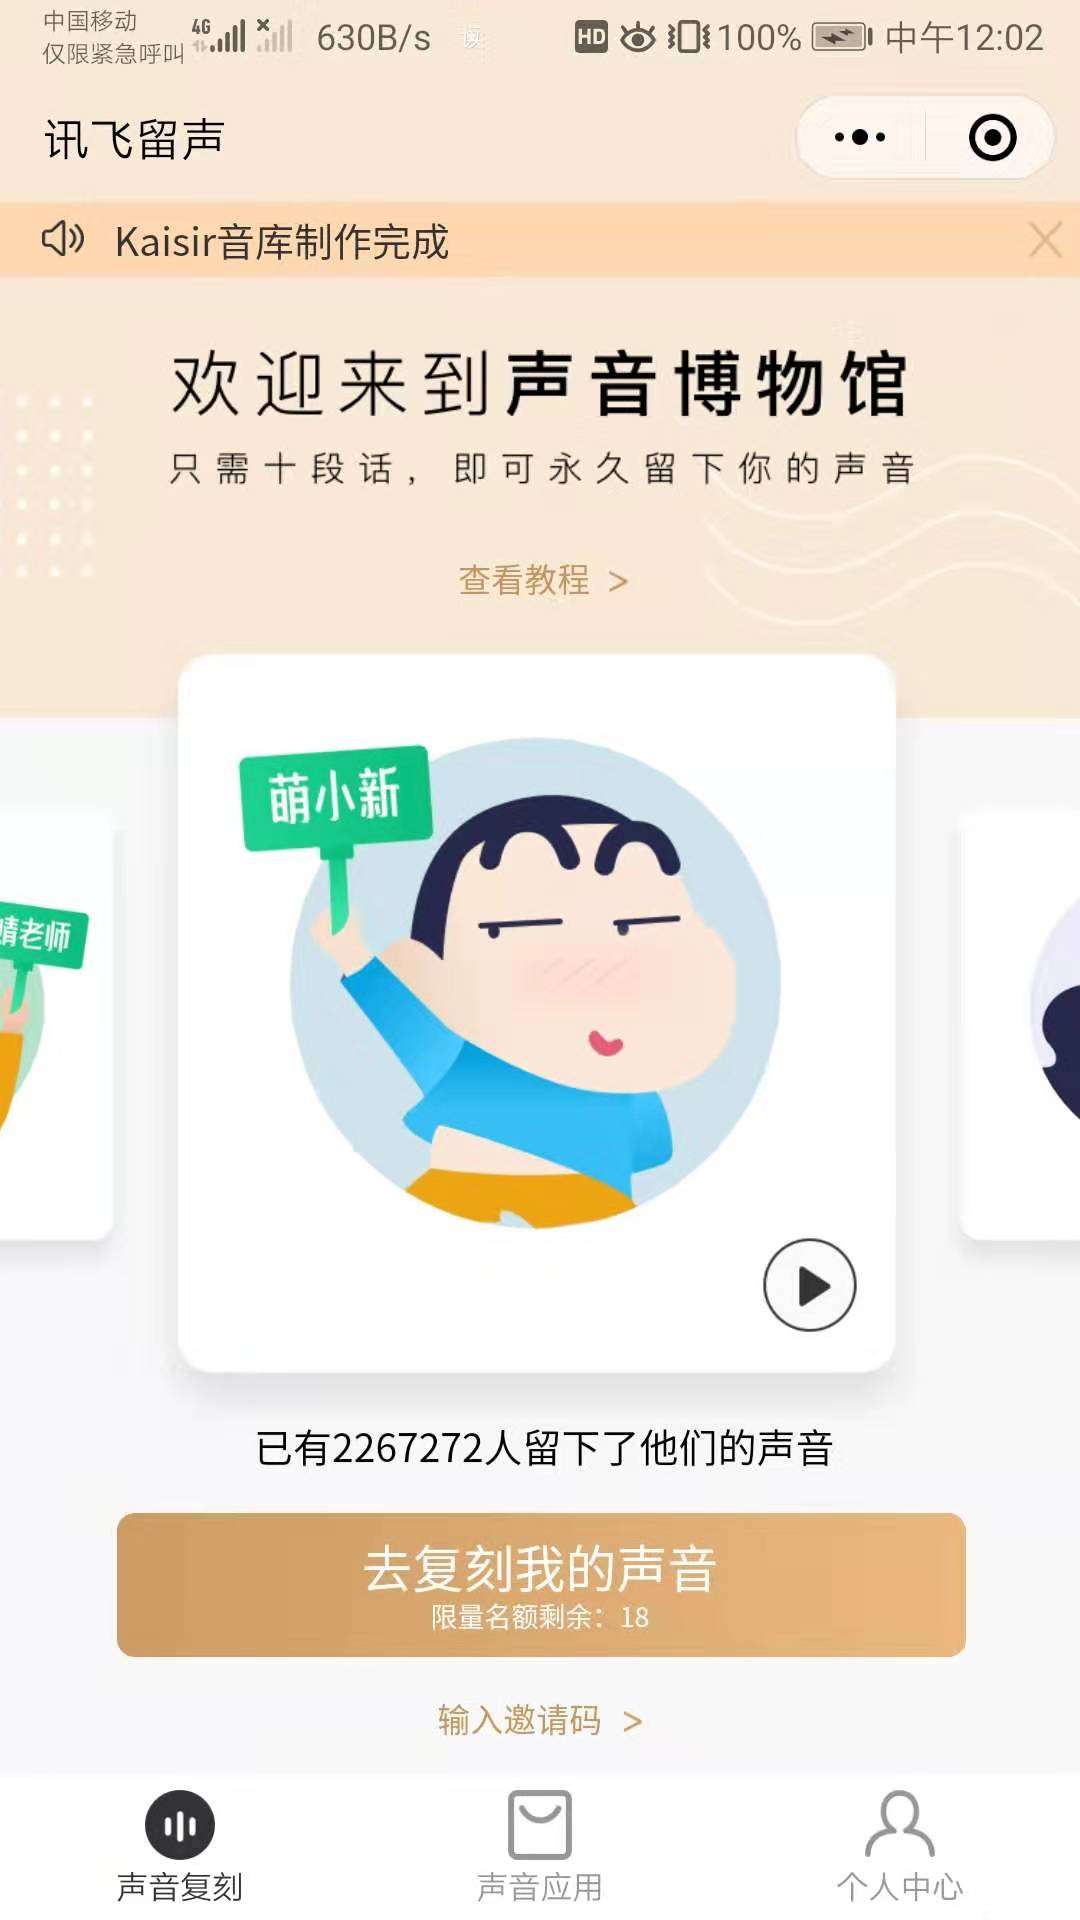 中国移动
仅限紧急呼叫
4G
630B/s
HD
100%
中午12:02
讯飞留声
Kaisir音库制作完成
欢迎来到声音博物馆
只需十段话，即可永久留下你的声音
查看教程 >
萌小新
老师
已有2267272人留下了他们的声音
去复刻我的声音
限量名额剩余：18
输入邀请码 >
声音复刻
声音应用
个人中心